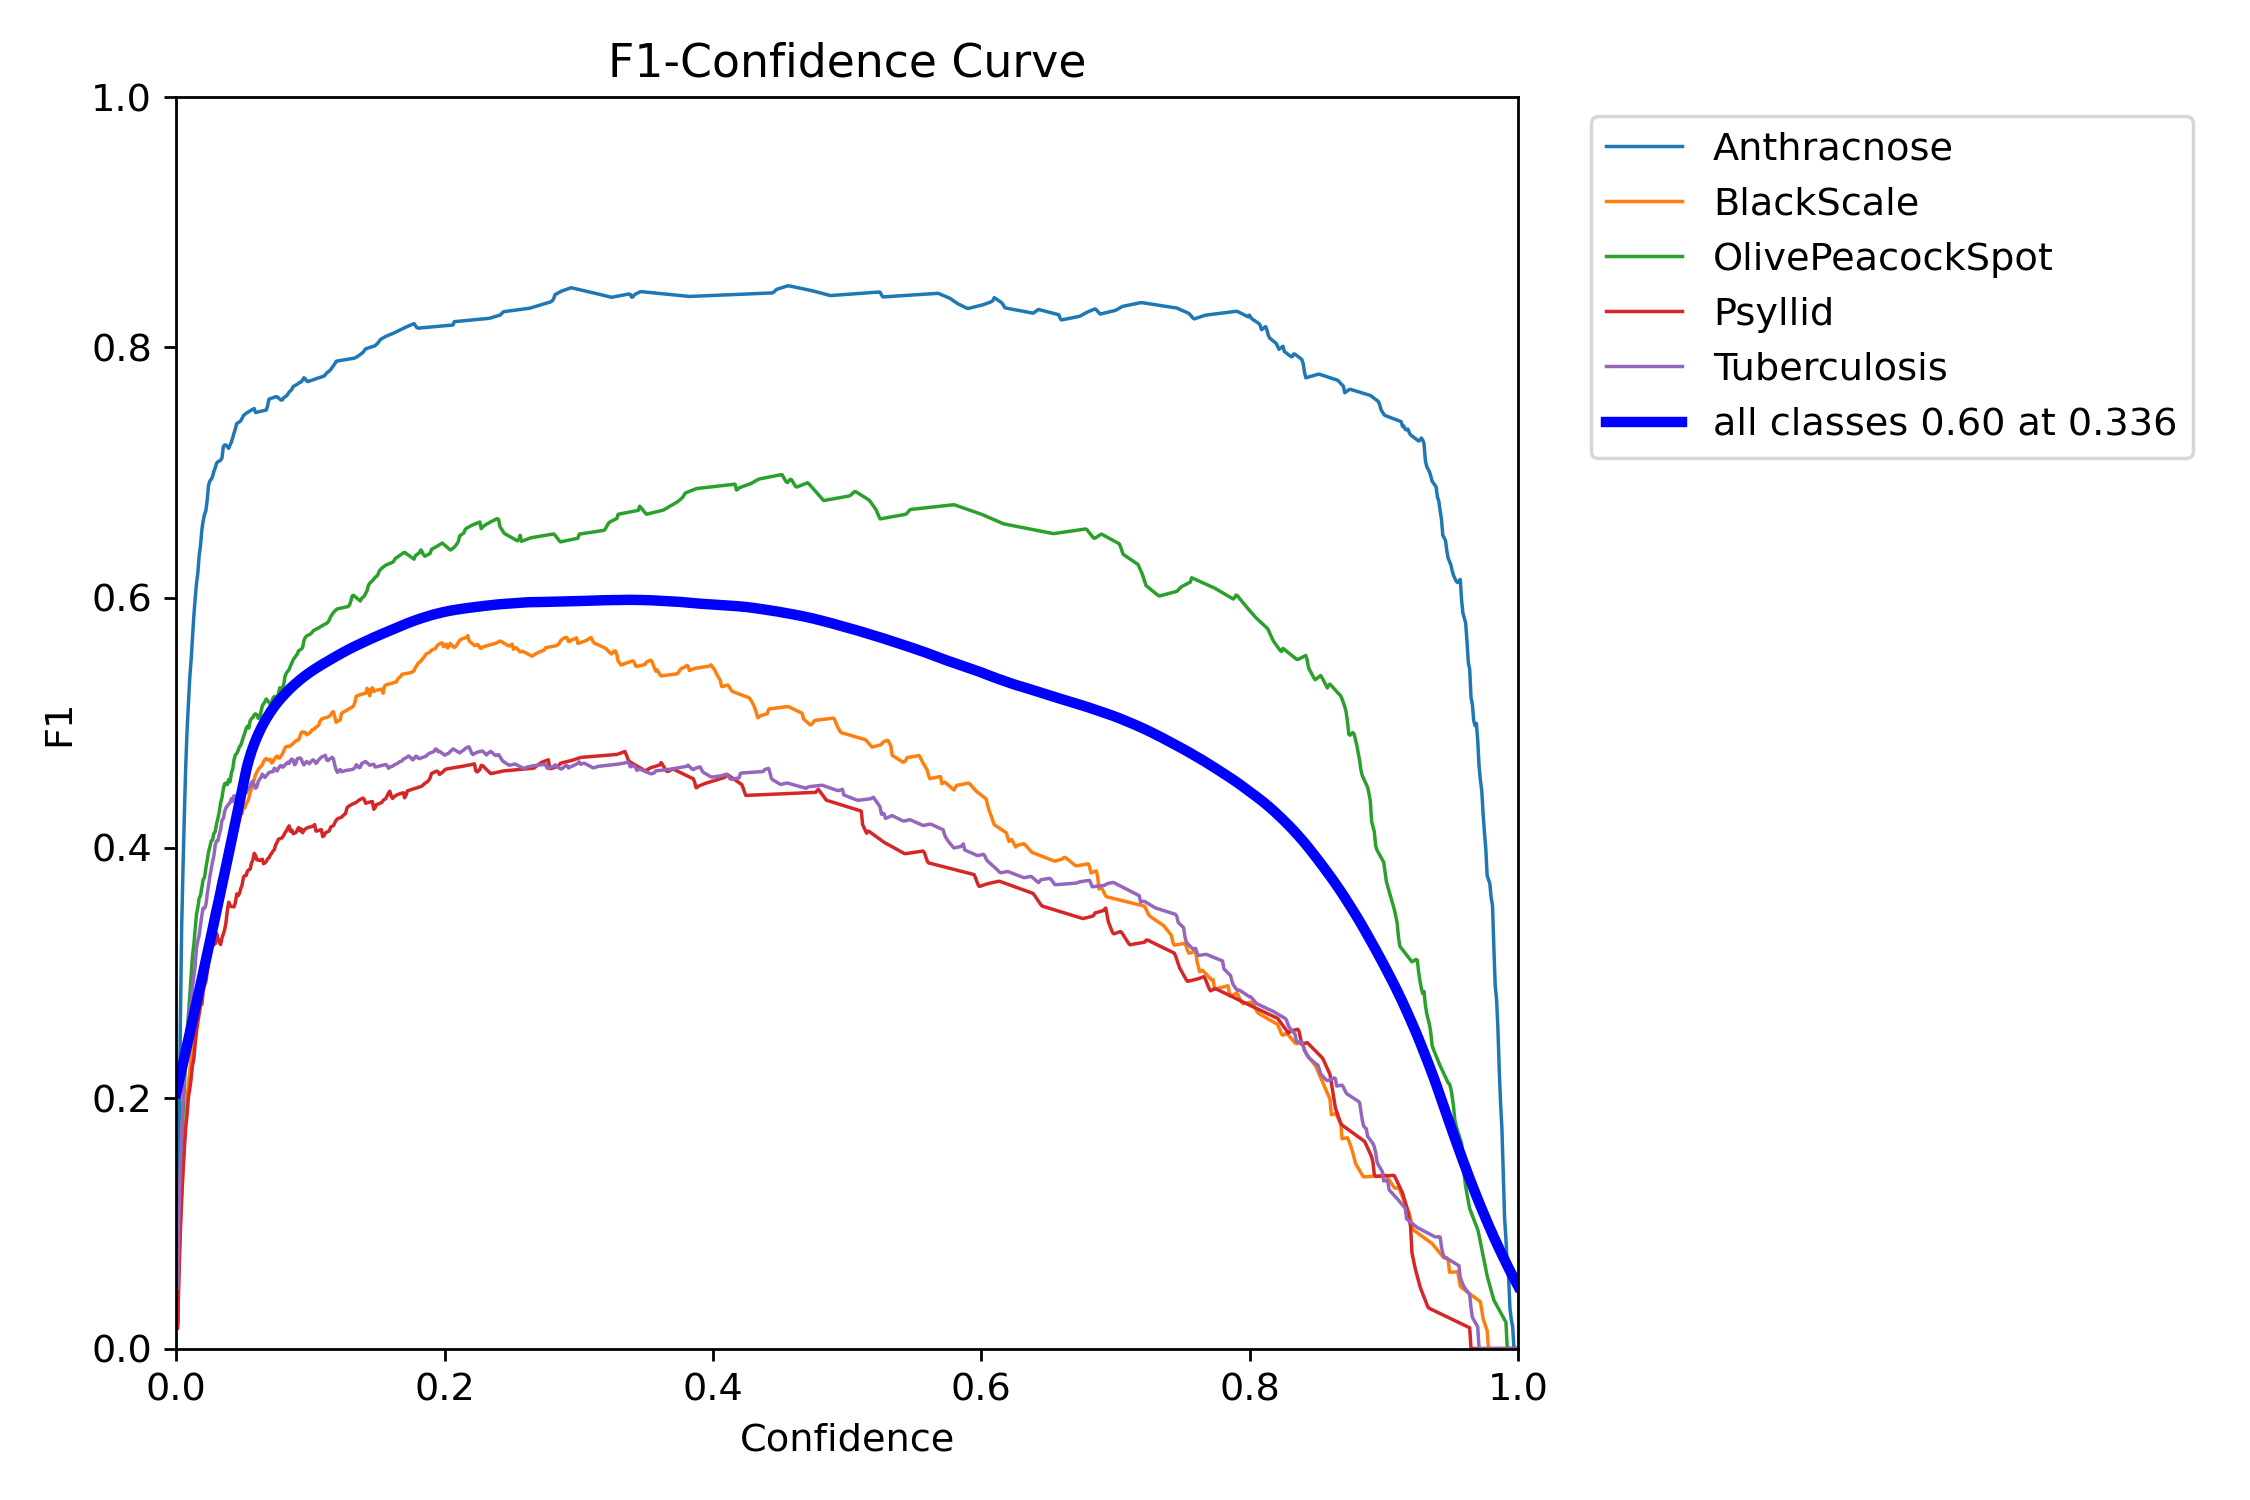 F1-Confidence Curve
1.0
0.8
0.6
0.4
0.2
0.0
F1
0.0 0.2 0.4 0.6 0.8 1.0
Confidence
Anthracnose
BlackScale
OlivePeacockSpot
Psyllid
Tuberculosis
all classes 0.60 at 0.336